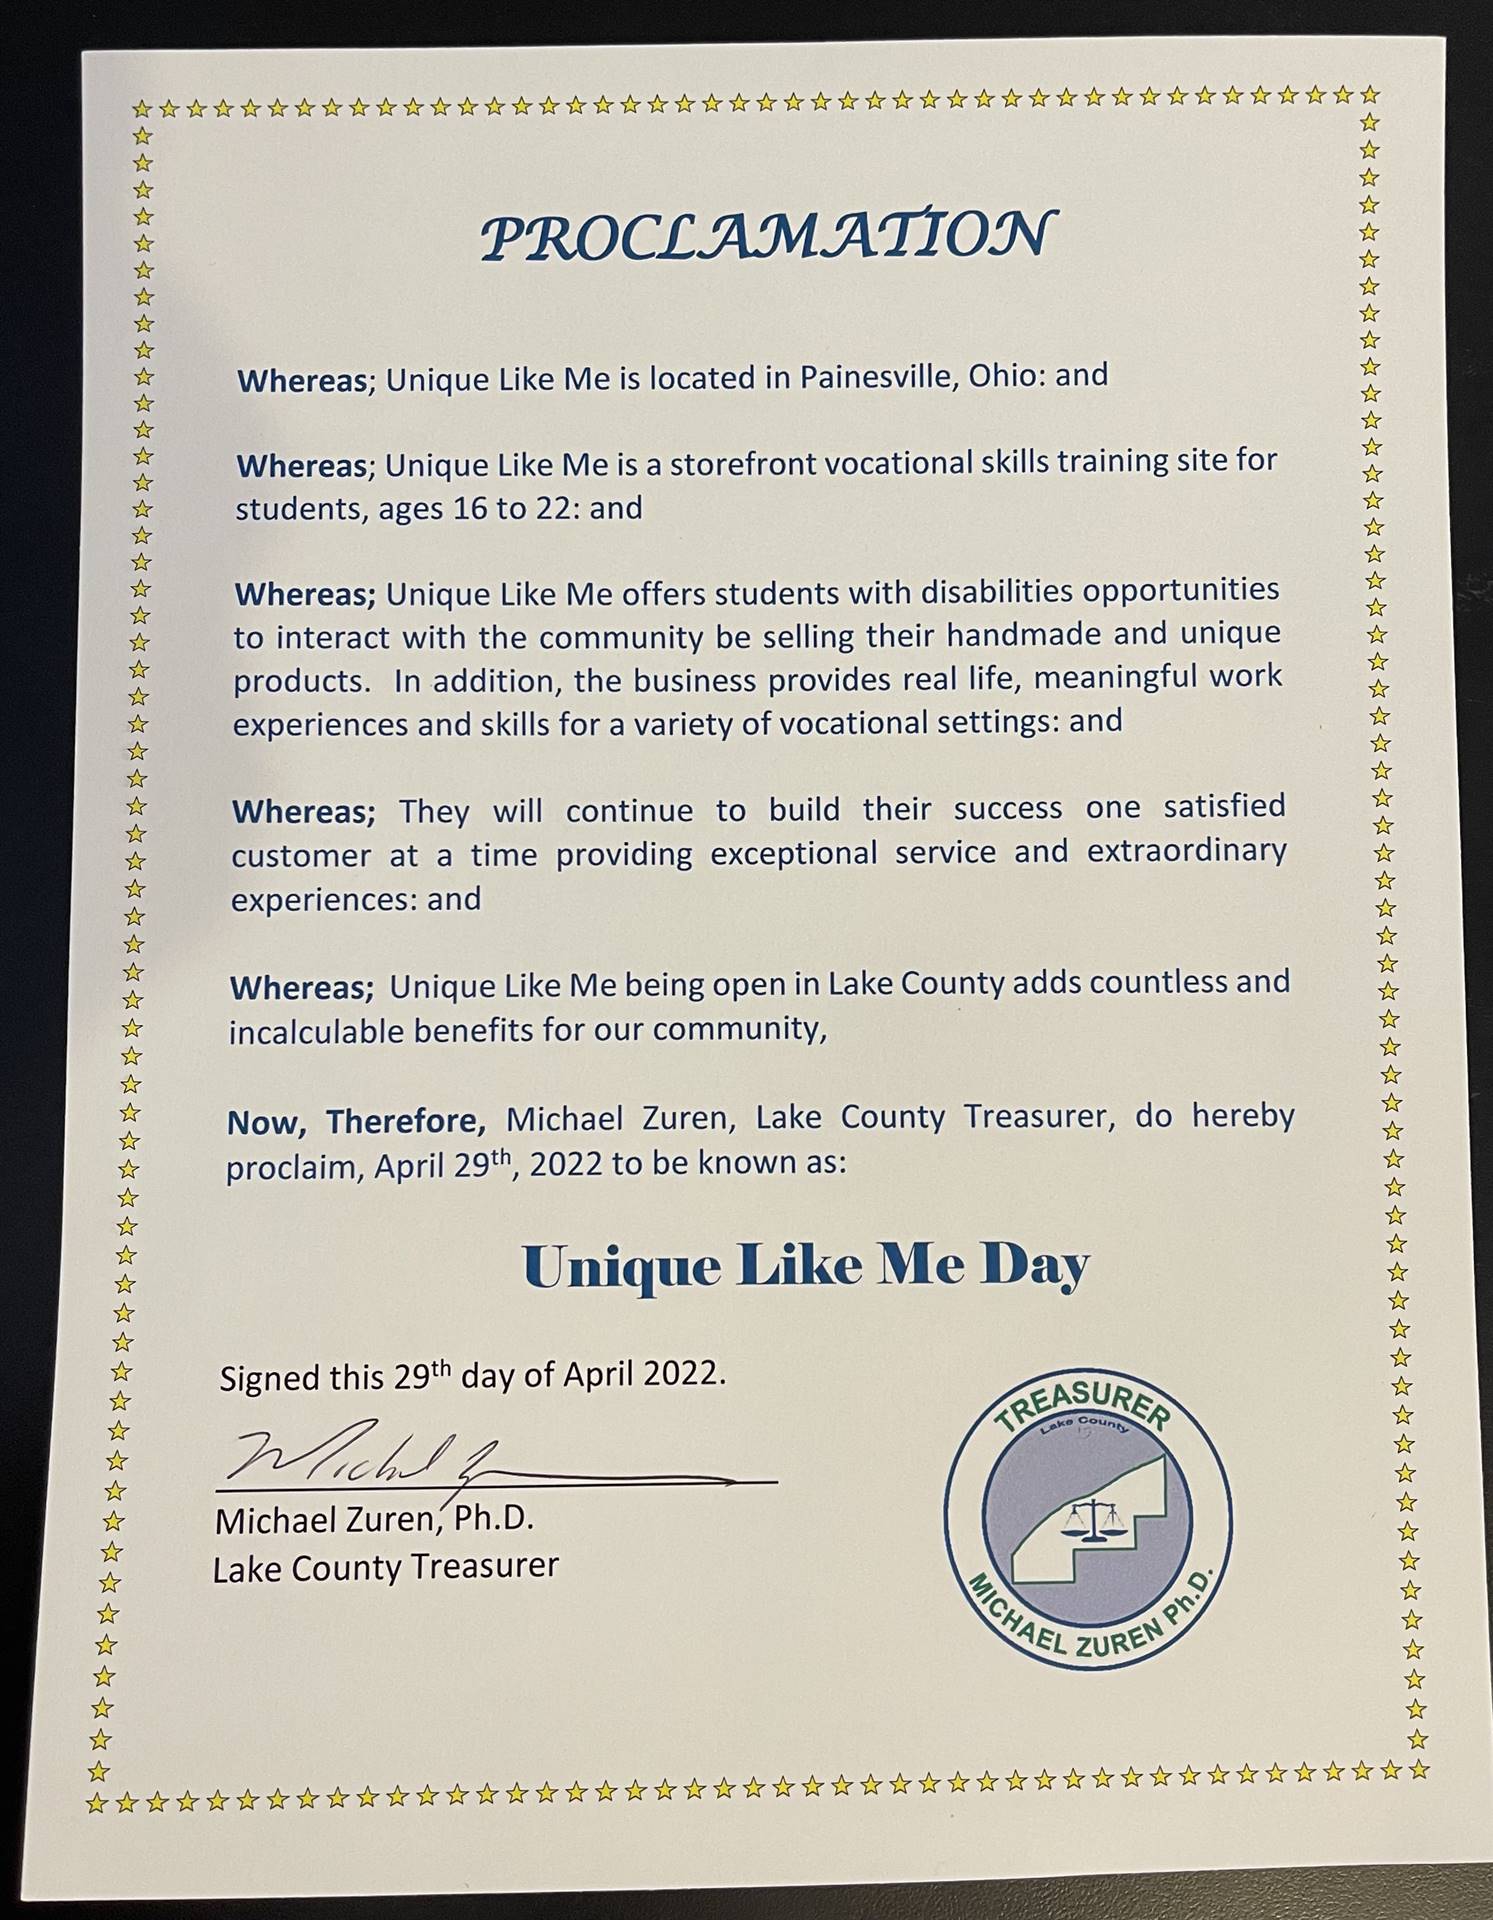 PROCLAMATION
Whereas; Unique Like Me is located in Painesville, Ohio: and
Whereas; Unique Like Me is a storefront vocational skills training site for
students, ages 16 to 22: and
Whereas; Unique Like Me offers students with disabilities opportunities
to interact with the community be selling their handmade and unique
products. In addition, the business provides real life, meaningful work
experiences and skills for a variety of vocational settings: and
Whereas; They will continue to build their success one satisfied
customer at a time providing exceptional service and extraordinary
experiences: and
Whereas; Unique Like Me being open in Lake County adds countless and
incalculable benefits for our community,
Now, Therefore, Michael Zuren, Lake County Treasurer, do hereby
proclaim, April 29th, 2022 to be known as:
Unique Like Me Day
Signed this 29th day of April 2022.
Michael Zuren, Ph.D.
Lake County Treasurer
TREASURER
Lake County
MICHAEL ZUREN Ph.D.